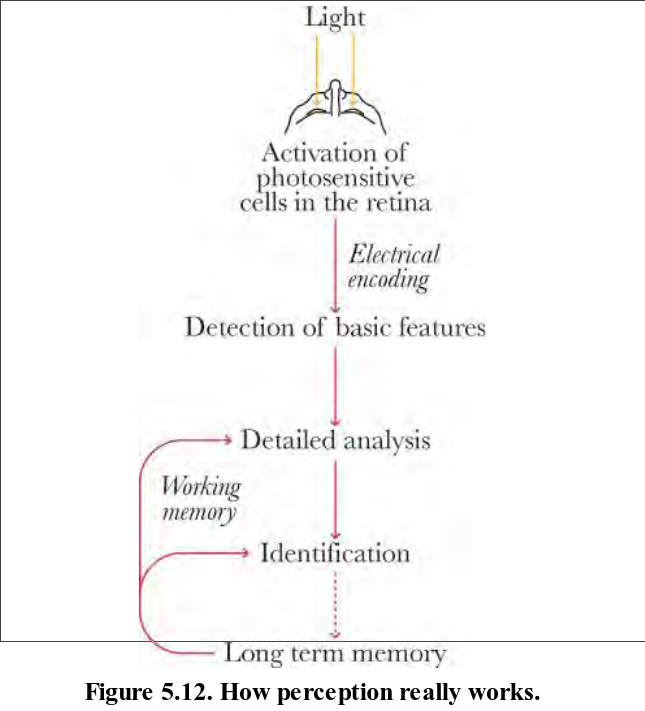 Light
Activation of
photosensitive
cells in the retina
Electrical
encoding
Detection of basic features
Detailed analysis
Working
memory
Identification
Long term memory
Figure 5.12. How perception really works.